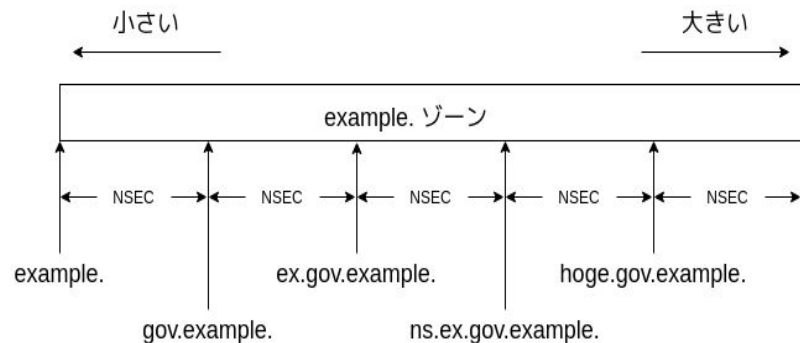 小さい
大きい
example. ゾーン
NSEC NSEC NSEC NSEC NSEC
example. ex.gov.example. hoge.gov.example.
gov.example. ns.ex.gov.example.